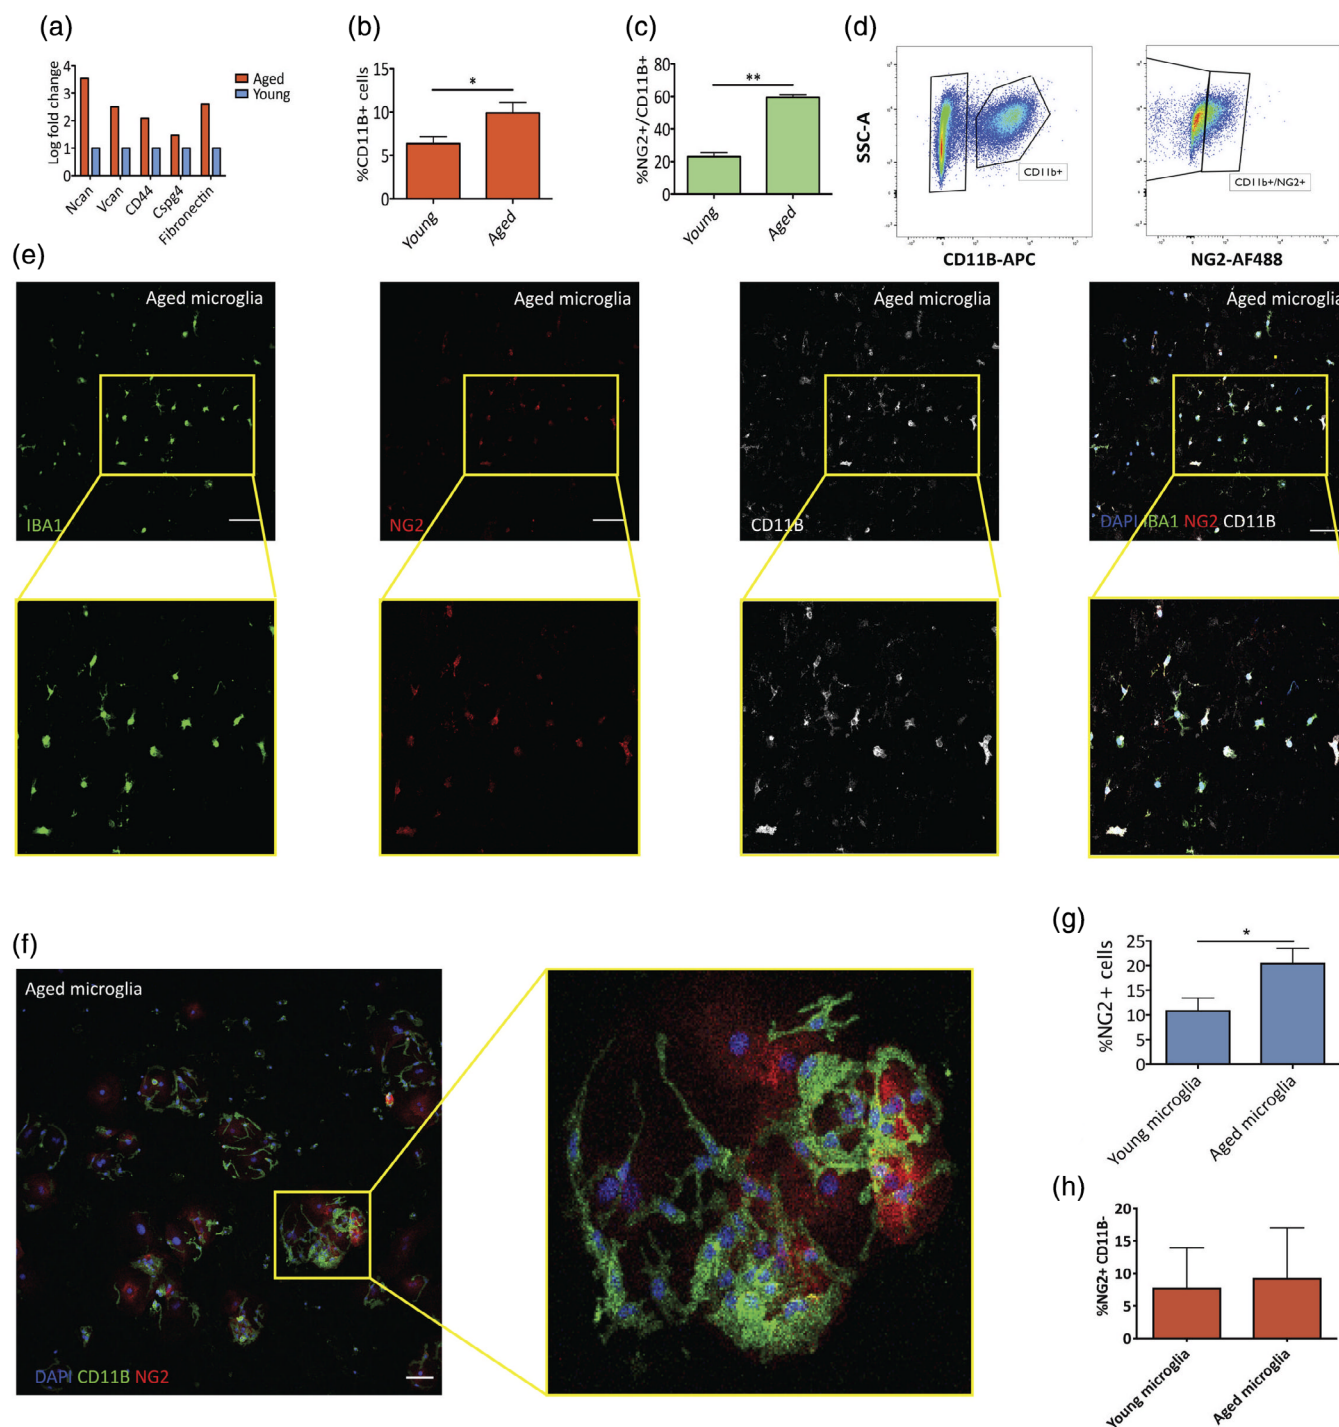 (a)
Log fold change
4
3
2
1
0
Aged
Young
Ncan
Vcan
CD44
Cspg4
Fibronectin
(b)
%CD11B+ cells
15
10
5
0
*
Young
Aged
(c)
%NG2+/CD11B+
80
60
40
20
0
**
Young
Aged
(d)
SSC-A
CD11b+
CD11B-APC
CD11b+/NG2+
NG2-AF488
(e)
Aged microglia
IBA1
Aged microglia
NG2
Aged microglia
CD11B
Aged microglia
DAPI IBA1 NG2 CD11B
(f)
Aged microglia
DAPI CD11B NG2
(g)
%NG2+ cells
25
20
15
10
5
0
*
Young microglia
Aged microglia
(h)
%NG2+ CD11B-
20
15
10
5
0
Young microglia
Aged microglia